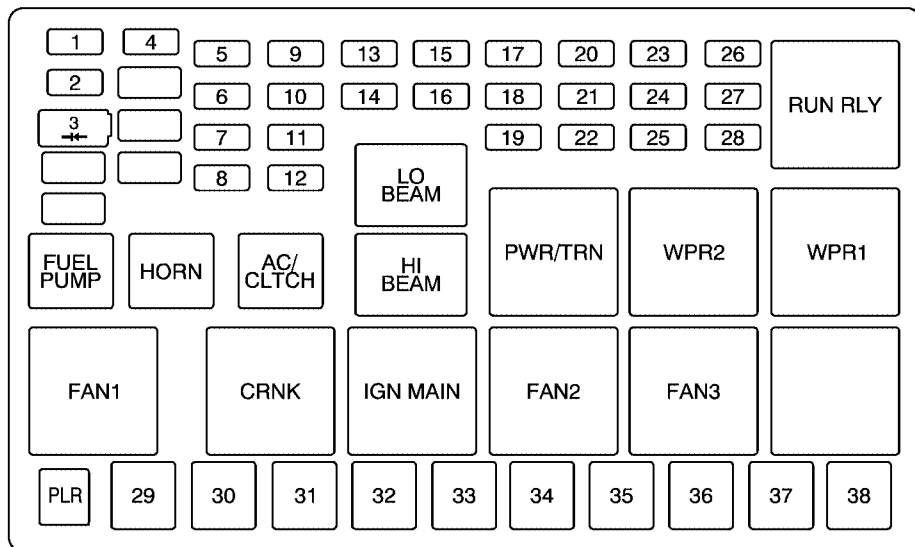 1 4
5 9 13 15 17 20 23 26
2
6 10 14 16 18 21 24 27
RUN RLY
3
7 11 19 22 25 28
8 12
LO
BEAM
PWR/TRN WPR2 WPR1
FUEL
PUMP
HORN
AC/
CLTCH
HI
BEAM
FAN1 CRNK IGN MAIN FAN2 FAN3
PLR 29 30 31 32 33 34 35 36 37 38